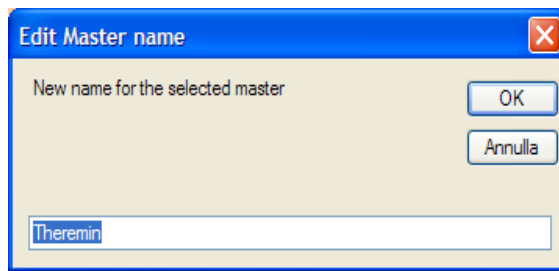 Edit Master name
New name for the selected master
OK
Annulla
Theremin